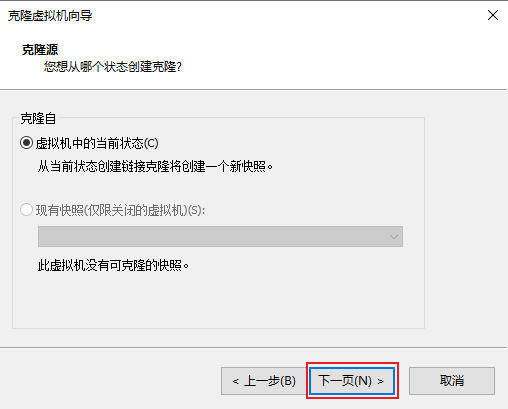 克隆虚拟机向导
克隆源
您想从哪个状态创建克隆?
克隆自
虚拟机中的当前状态(C)
从当前状态创建链接克隆将创建一个新快照。
现有快照(仅限关闭的虚拟机)(S):
此虚拟机没有可克隆的快照。
< 上一步(B) 下一页(N) > 取消